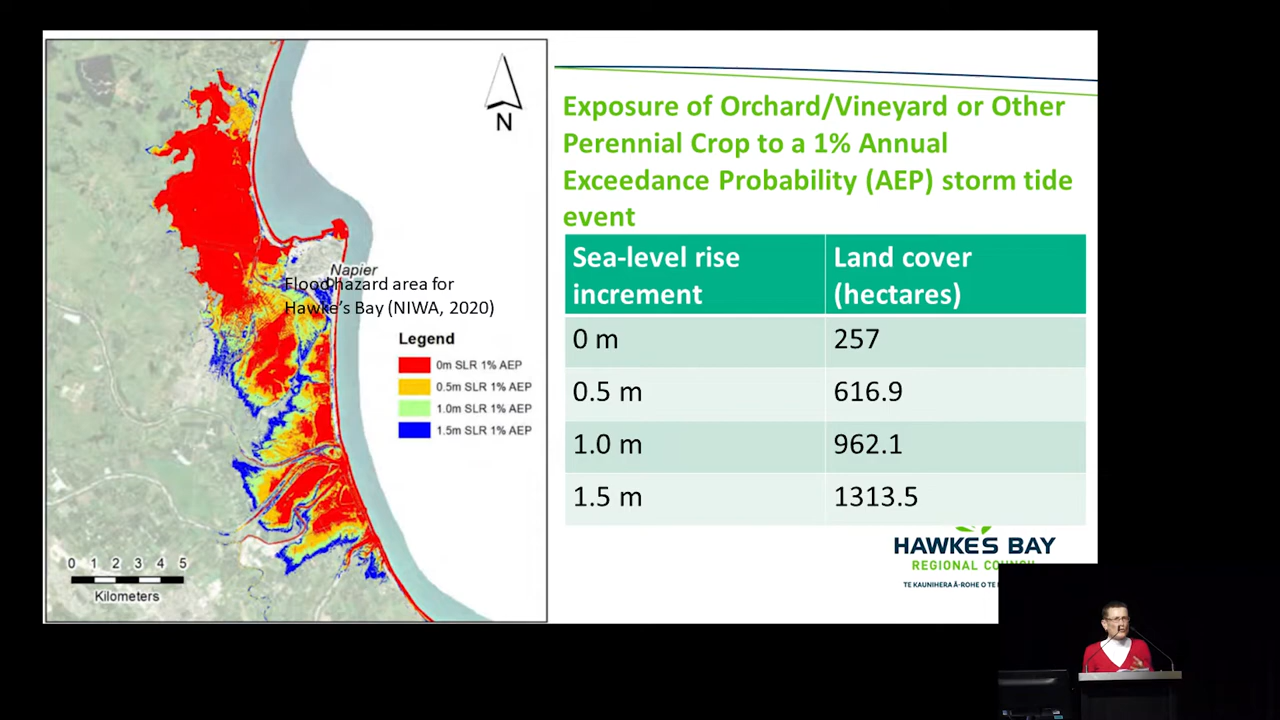 N
Napier
Flood hazard area for
Hawke's Bay (NIWA, 2020)
Legend
0m SLR 1% AEP
0.5m SLR 1% AEP
1.0m SLR 1% AEP
1.5m SLR 1% AEP
0 1 2 3 4 5
Kilometers
Exposure of Orchard/Vineyard or Other
Perennial Crop to a 1% Annual
Exceedance Probability (AEP) storm tide
event
Sea-level rise increment
Land cover (hectares)
0 m 257
0.5 m 616.9
1.0 m 962.1
1.5 m 1313.5
HAWKE'S BAY
REGIONAL COUNCIL
TE KAUNIHERA Ā-ROHE O TE